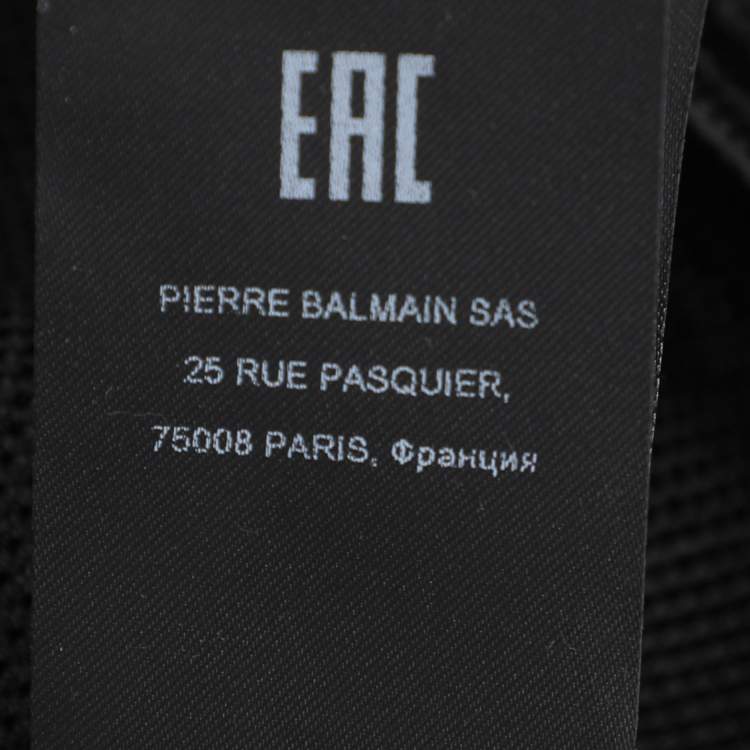 EAC
PIERRE BALMAIN SAS
25 RUE PASQUIER,
75008 PARIS, Франция